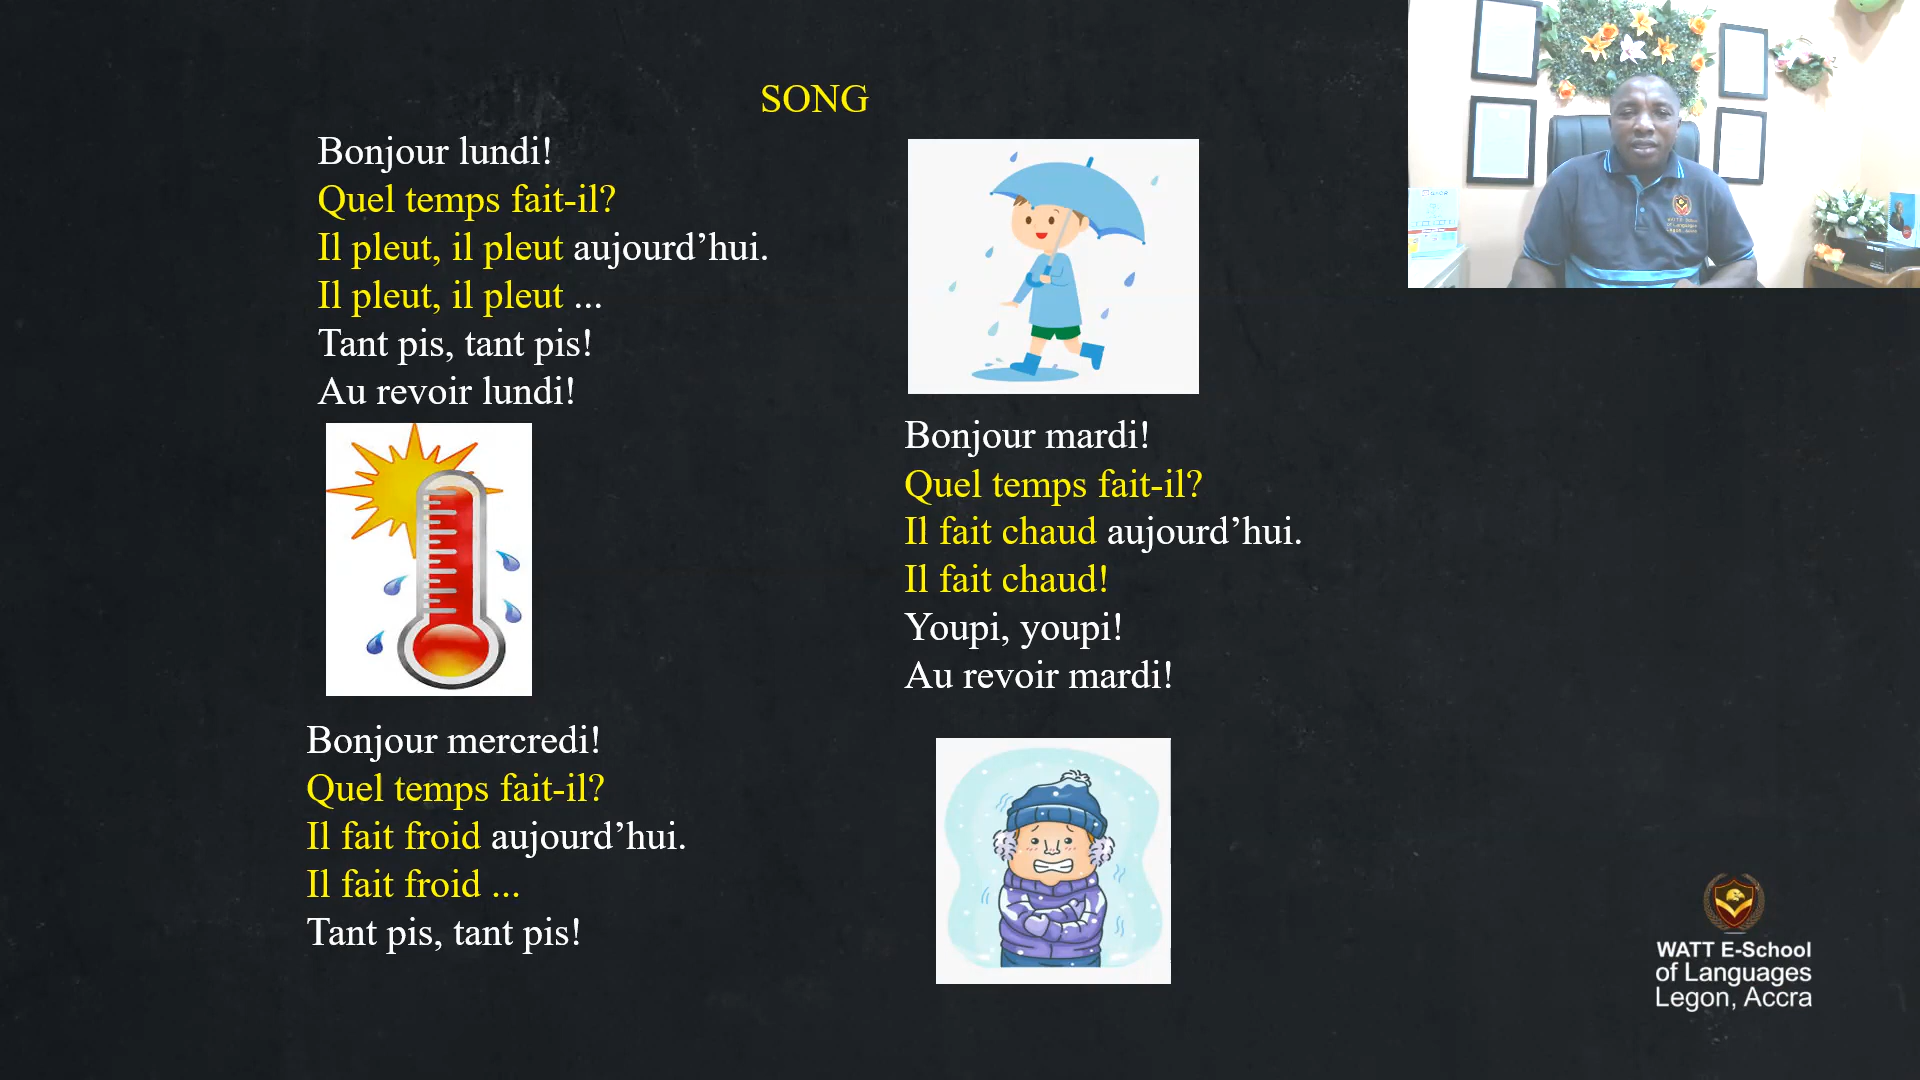 SONG
Bonjour lundi!
Quel temps fait-il?
Il pleut, il pleut aujourd’hui.
Il pleut, il pleut ...
Tant pis, tant pis!
Au revoir lundi!
Bonjour mardi!
Quel temps fait-il?
Il fait chaud aujourd’hui.
Il fait chaud!
Youpi, youpi!
Au revoir mardi!
Bonjour mercredi!
Quel temps fait-il?
Il fait froid aujourd’hui.
Il fait froid ...
Tant pis, tant pis!
WATT E-School
of Languages
Legon, Accra